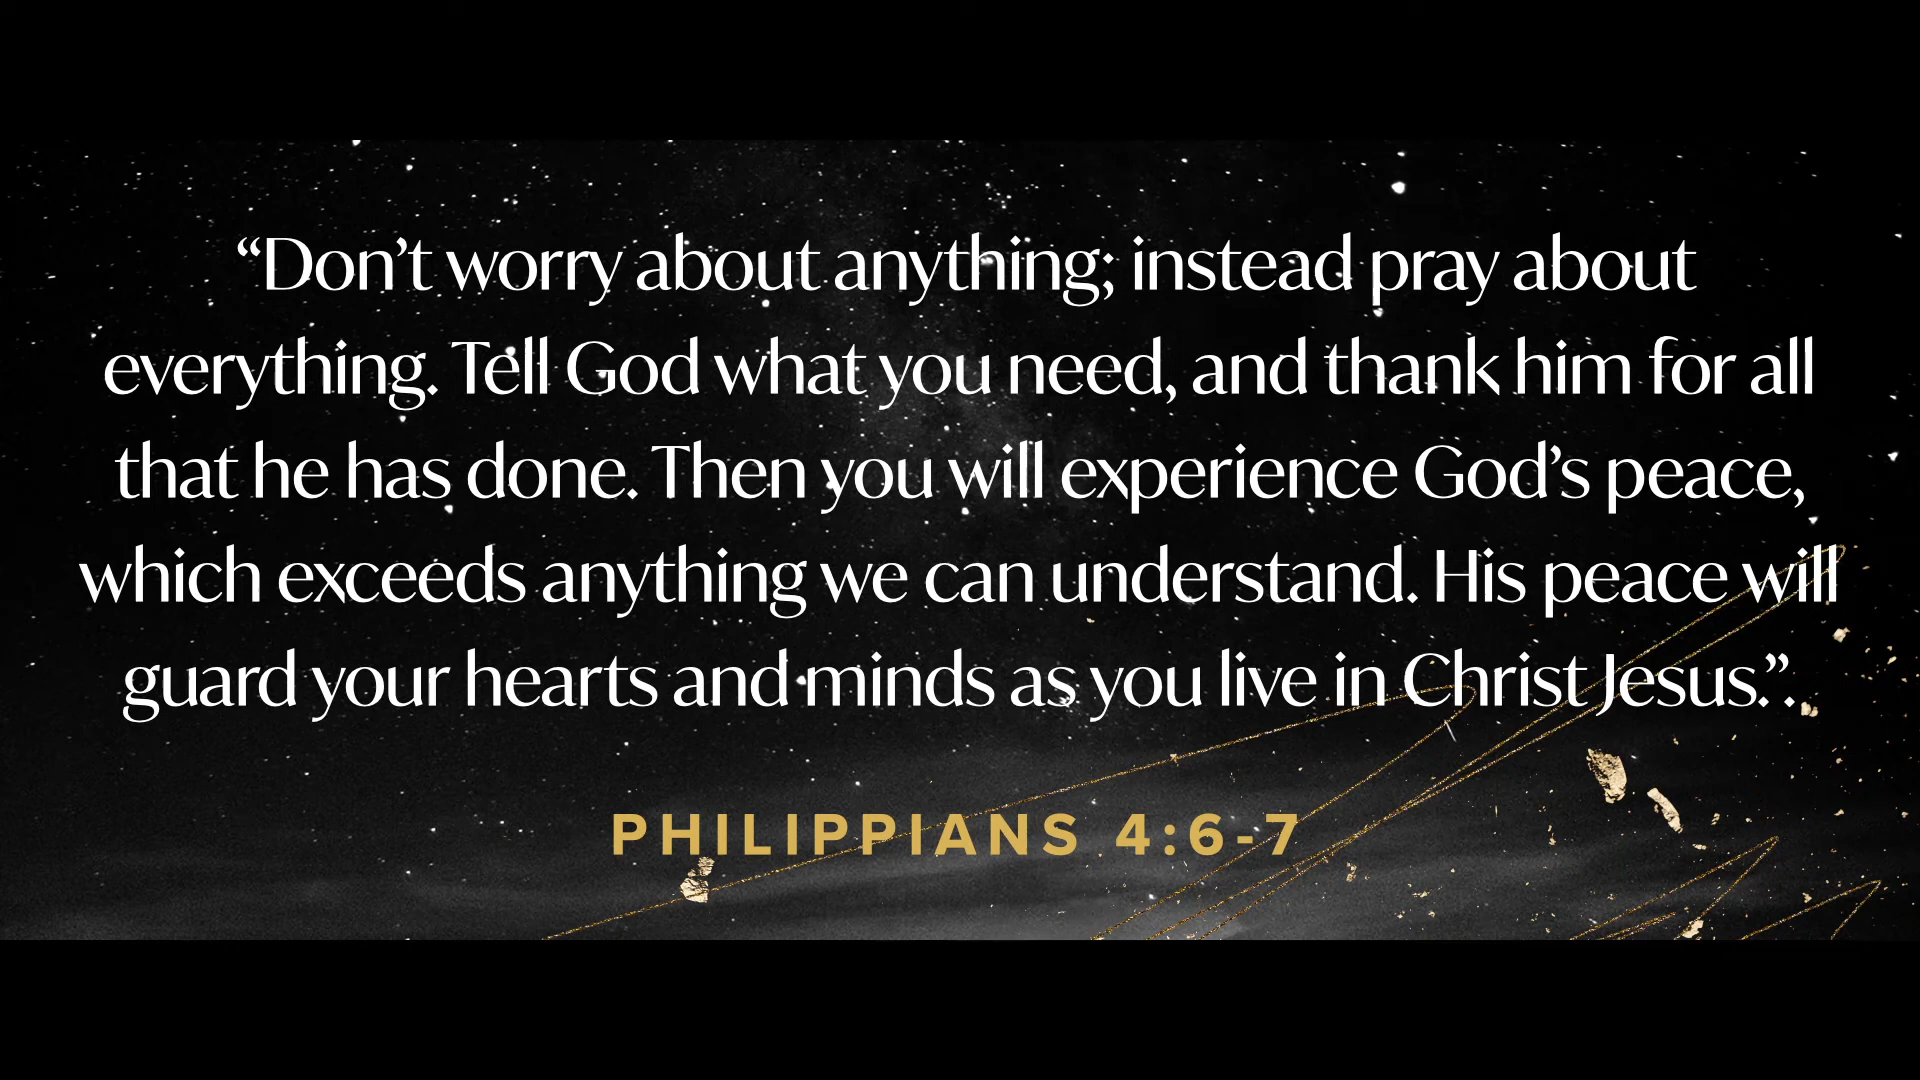 “Don’t worry about anything; instead pray about
everything. Tell God what you need, and thank him for all
that he has done. Then you will experience God’s peace,
which exceeds anything we can understand. His peace will
guard your hearts and minds as you live in Christ Jesus.”.
PHILIPPIANS 4:6-7